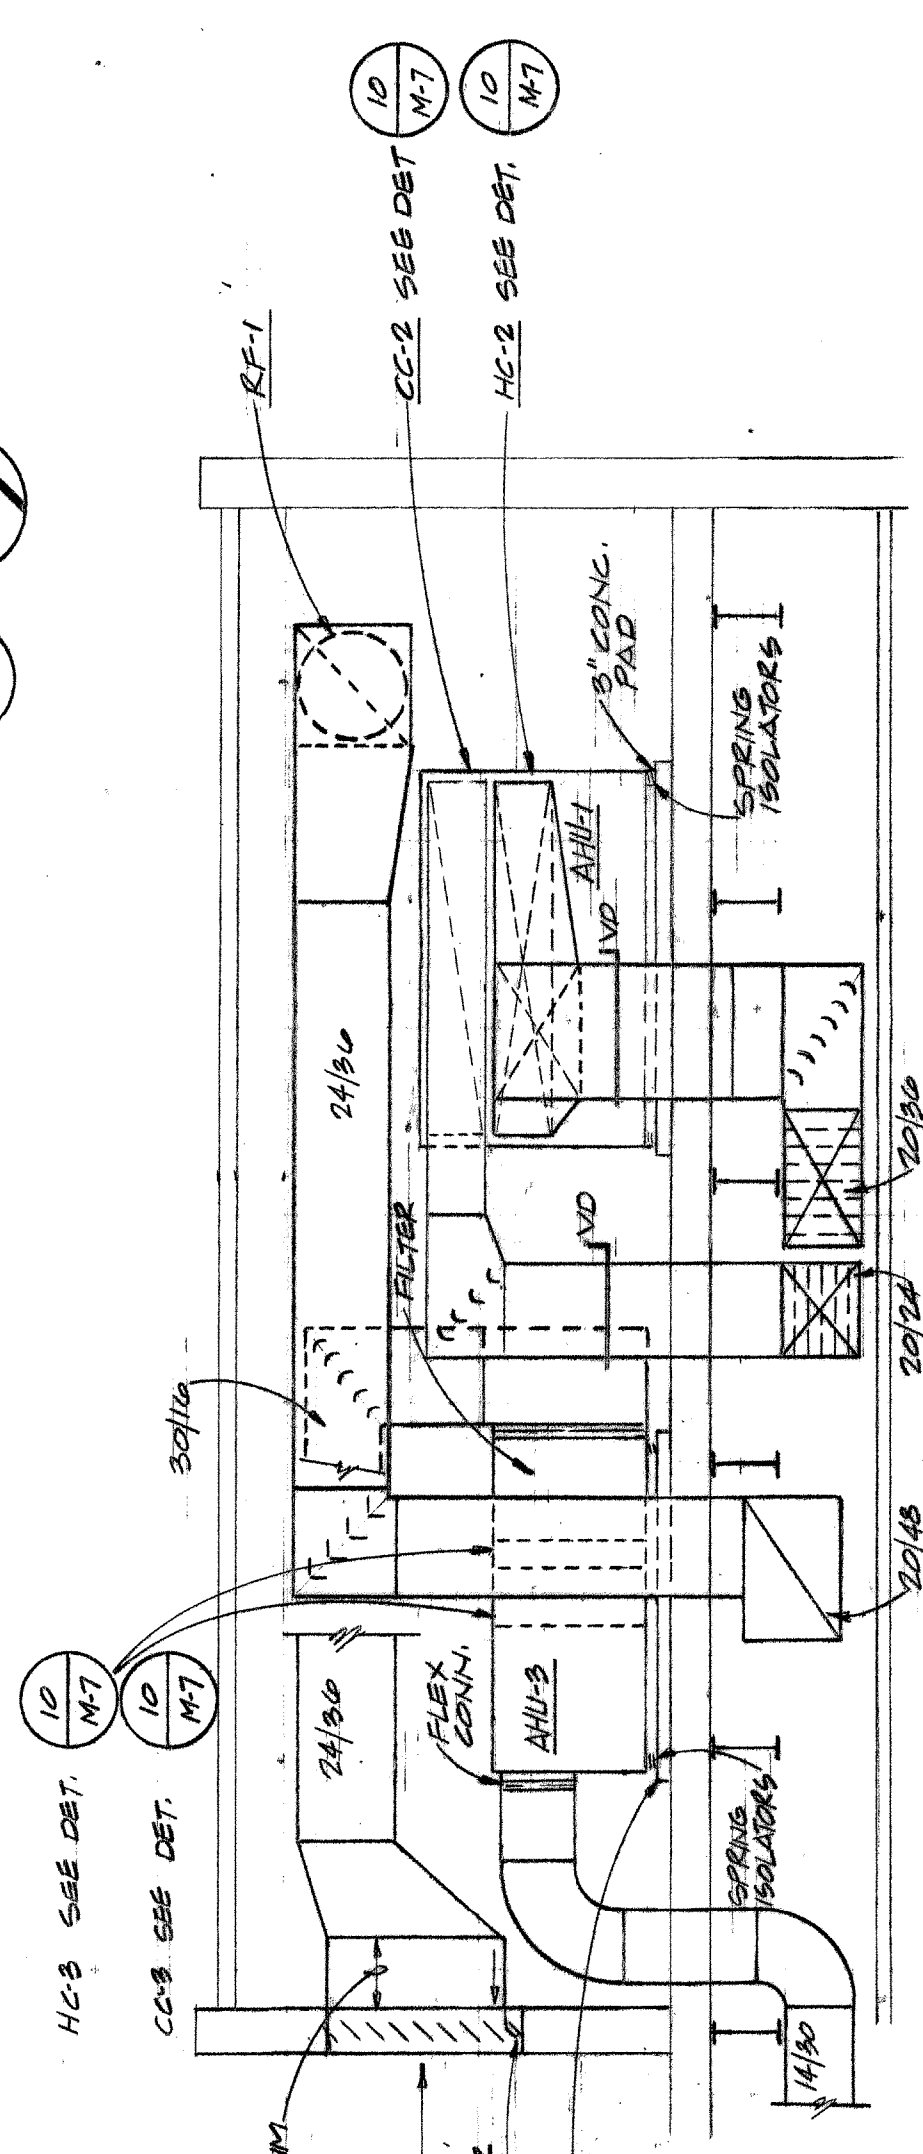 HC-3 SEE DET.
10
M-7
CC-3 SEE DET.
10
M-7
30/16
RF-1
24/36
24/36
CC-2 SEE DET
10
M-7
FILTER
FLEX
CONN.
HC-2 SEE DET.
10
M-7
AHU-3
AHU-1
VD
VD
3" CONC.
PAD
SPRING
ISOLATORS
SPRING
ISOLATORS
14/30
20/48
20/24
20/36